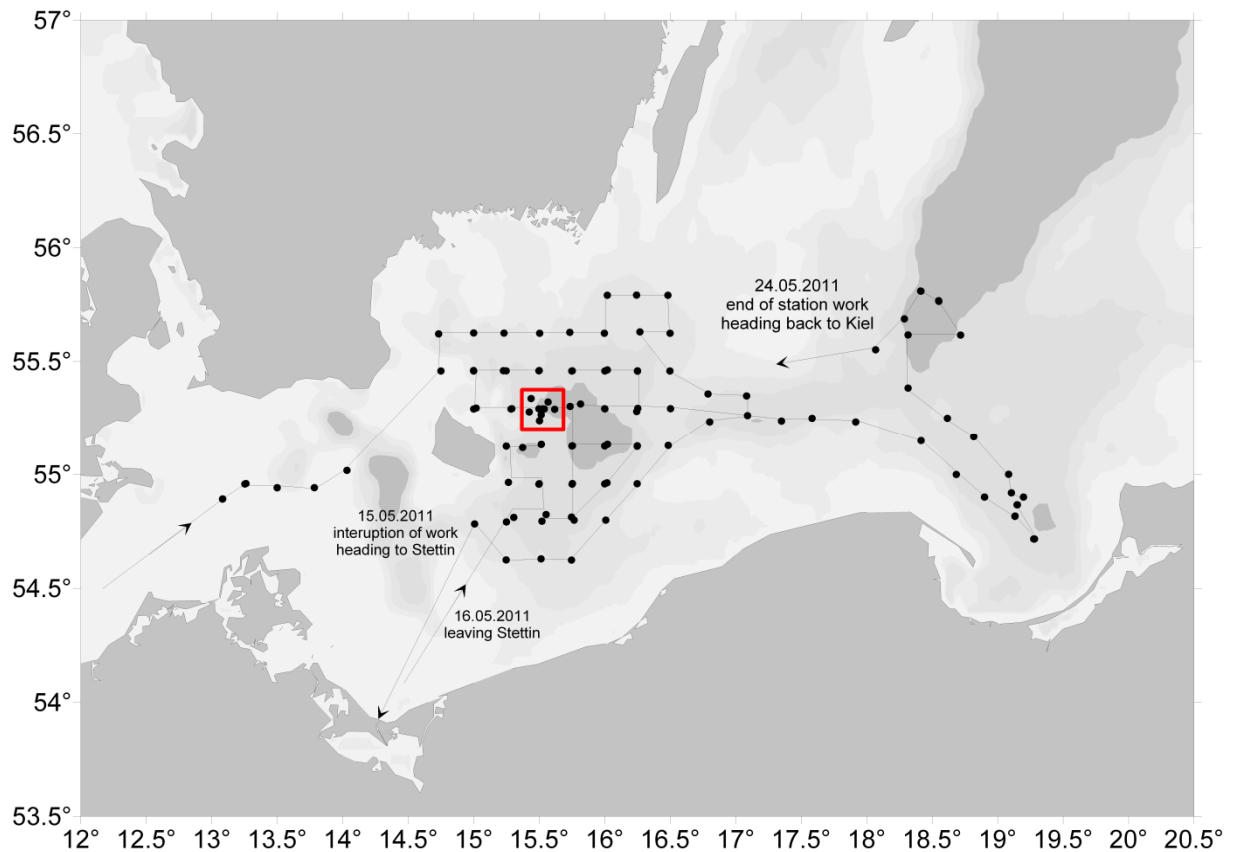 57°
56.5°
56°
55.5°
55°
54.5°
54°
53.5°
24.05.2011
end of station work
heading back to Kiel
15.05.2011
interuption of work
heading to Stettin
16.05.2011
leaving Stettin
12° 12.5° 13° 13.5° 14° 14.5° 15° 15.5° 16° 16.5° 17° 17.5° 18° 18.5° 19° 19.5° 20° 20.5°